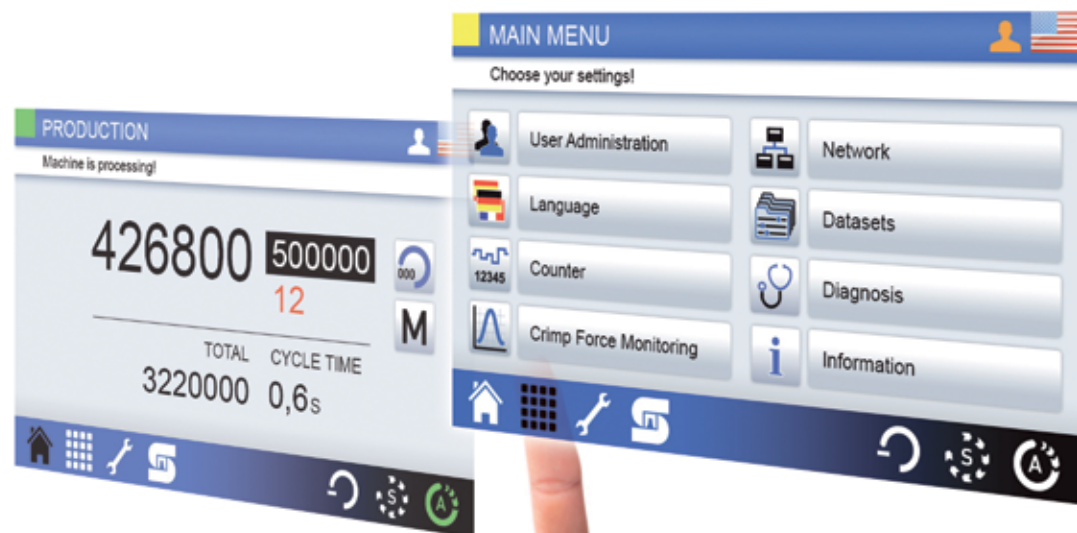 PRODUCTION
Machine is processing!
426800 500000
12
000
M
TOTAL CYCLE TIME
3220000 0,6s
S
A
MAIN MENU
Choose your settings!
User Administration
Network
Language
Datasets
12345
Counter
Diagnosis
Crimp Force Monitoring
i
Information
S
A